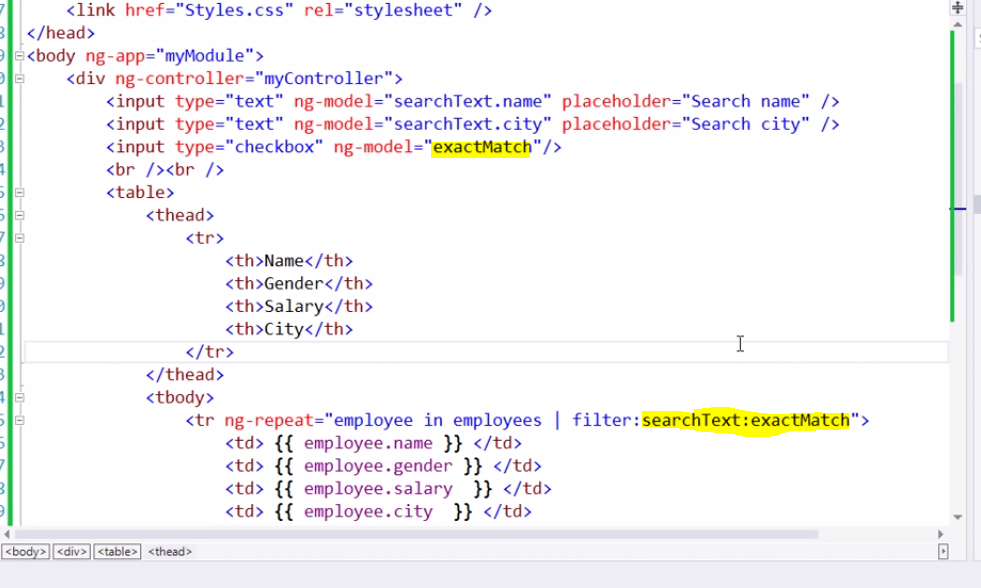 <link href="Styles.css" rel="stylesheet" />
</head>
<body ng-app="myModule">
<div ng-controller="myController">
<input type="text" ng-model="searchText.name" placeholder="Search name" />
<input type="text" ng-model="searchText.city" placeholder="Search city" />
<input type="checkbox" ng-model="exactMatch"/>
<br /><br />
<table>
<thead>
<tr>
<th>Name</th>
<th>Gender</th>
<th>Salary</th>
<th>City</th>
</tr>
</thead>
<tbody>
<tr ng-repeat="employee in employees | filter:searchText:exactMatch">
<td> {{ employee.name }} </td>
<td> {{ employee.gender }} </td>
<td> {{ employee.salary  }} </td>
<td> {{ employee.city  }} </td>
<body> <div> <table> <thead>